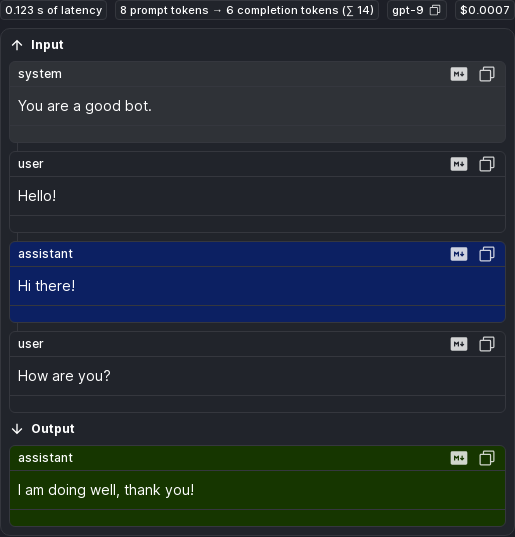 0.123 s of latency 8 prompt tokens → 6 completion tokens (∑ 14) gpt-9 $0.0007
Input
system
You are a good bot.
user
Hello!
assistant
Hi there!
user
How are you?
Output
assistant
I am doing well, thank you!